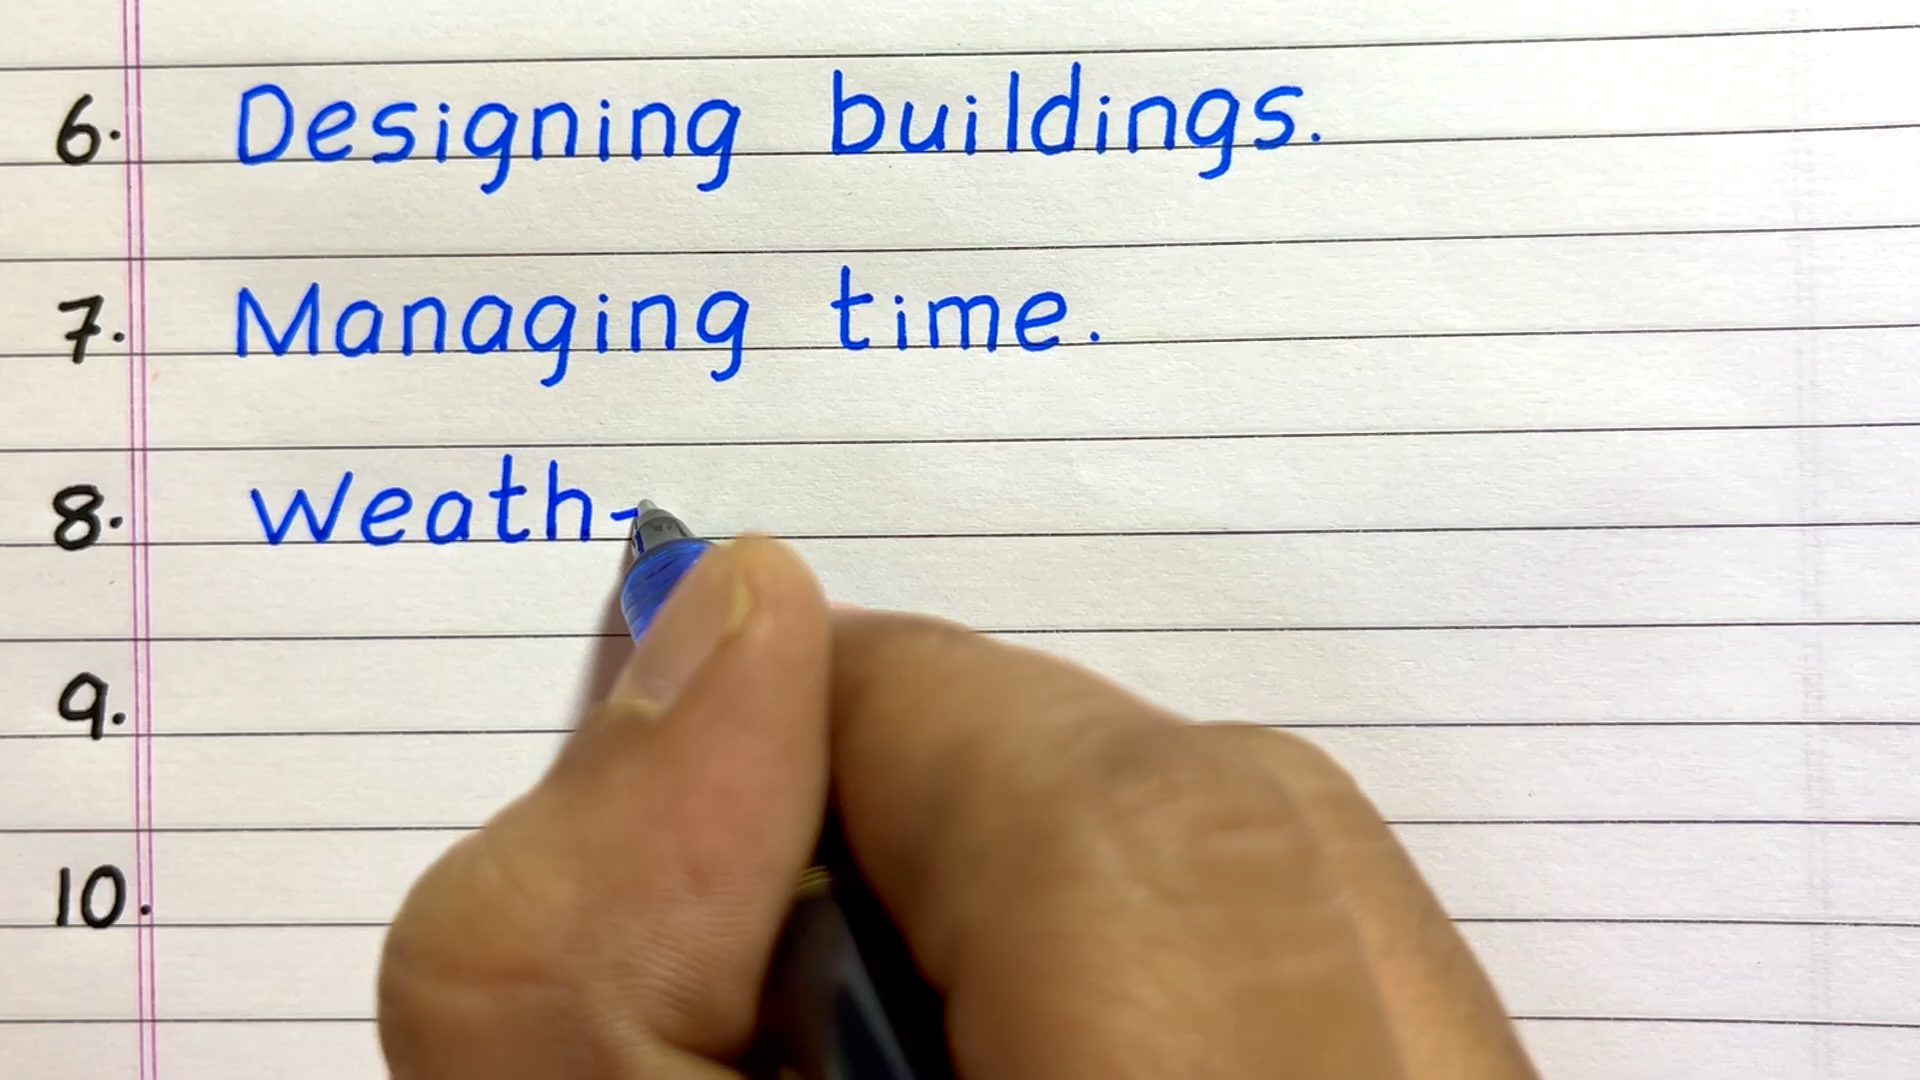 6. Designing buildings.
7. Managing time.
8. Weath
9.
10.